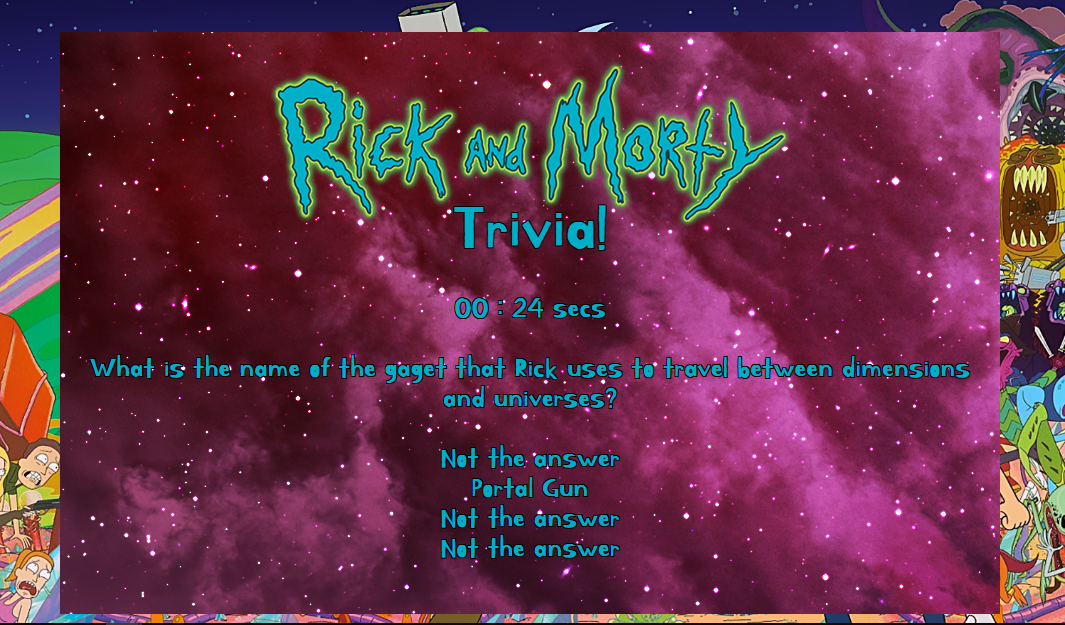 Rick and Morty
Trivia!
00 : 24 secs
What is the name of the gaget that Rick uses to travel between dimensions
and universes?
Not the answer
Portal Gun
Not the answer
Not the answer